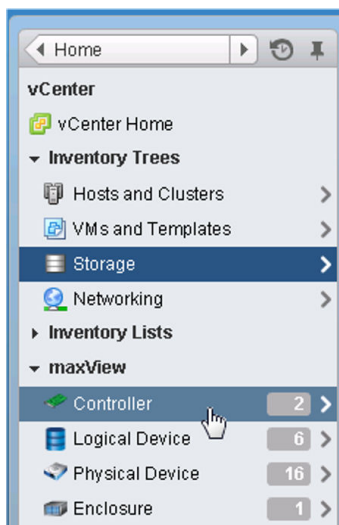 Home
vCenter
vCenter Home
Inventory Trees
Hosts and Clusters
VMs and Templates
Storage
Networking
Inventory Lists
maxView
Controller 2
Logical Device 6
Physical Device 16
Enclosure 1